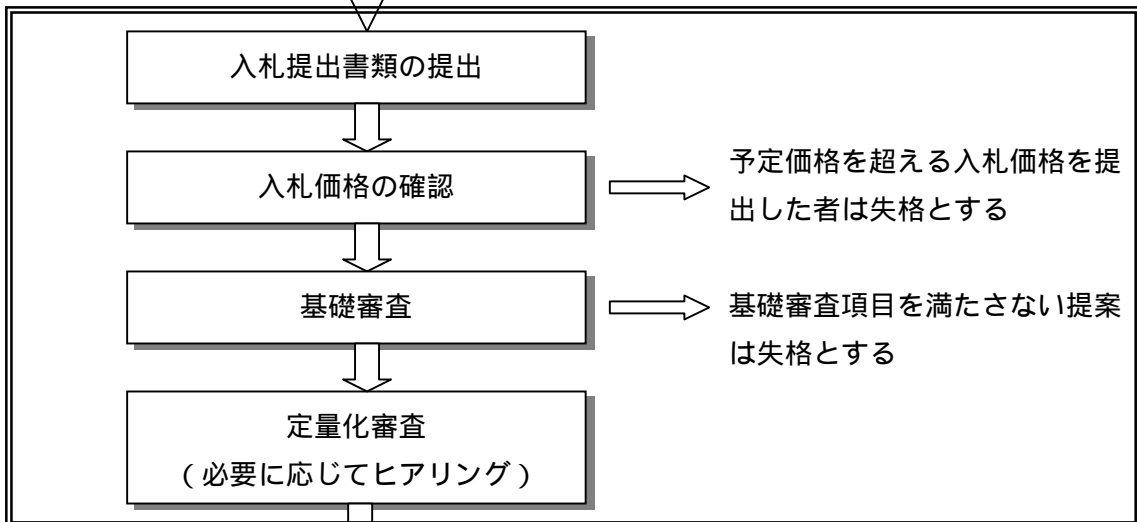 入札提出書類の提出
入札価格の確認
予定価格を超える入札価格を提
出した者は失格とする
基礎審査
基礎審査項目を満たさない提案
は失格とする
定量化審査
(必要に応じてヒアリング)